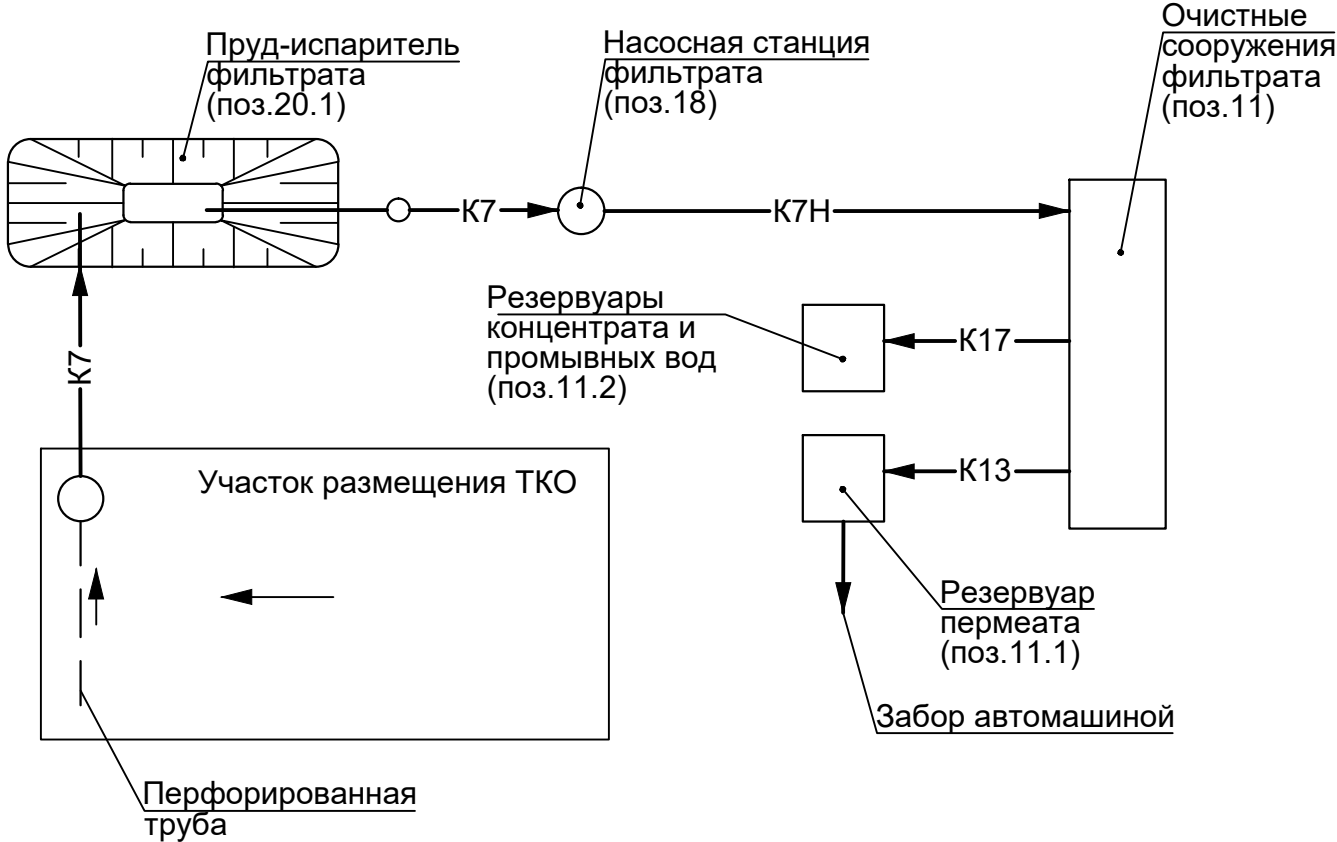 Пруд-испаритель
фильтрата
(поз.20.1)
Насосная станция
фильтрата
(поз.18)
Очистные
сооружения
фильтрата
(поз.11)
К7
К7Н
Резервуары
концентрата и
промывных вод
(поз.11.2)
К17
К7
Участок размещения ТКО
К13
Резервуар
пермеата
(поз.11.1)
Забор автомашиной
Перфорированная
труба